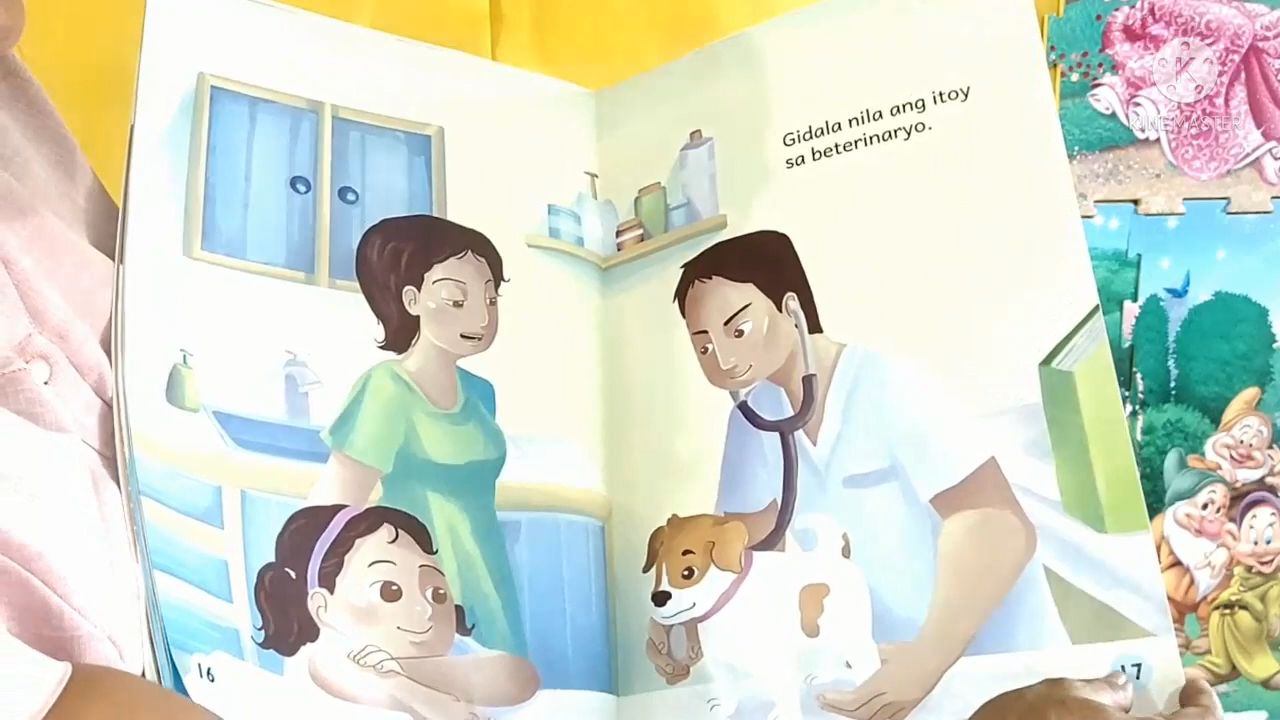 Gidala nila ang itoy
sa beterinaryo.
16
17
KINEMASTER